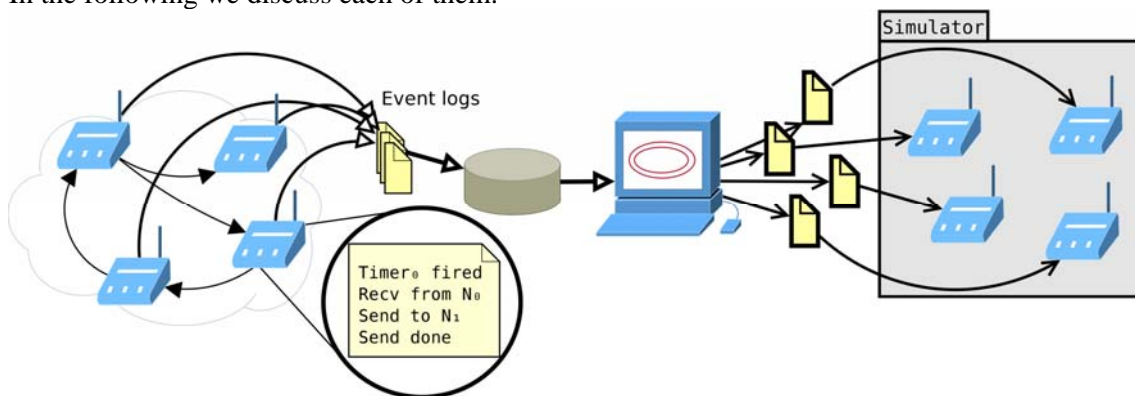 In the following we discuss each of them.
Simulator
Event logs
Timer₀ fired
Recv from N₀
Send to N₁
Send done